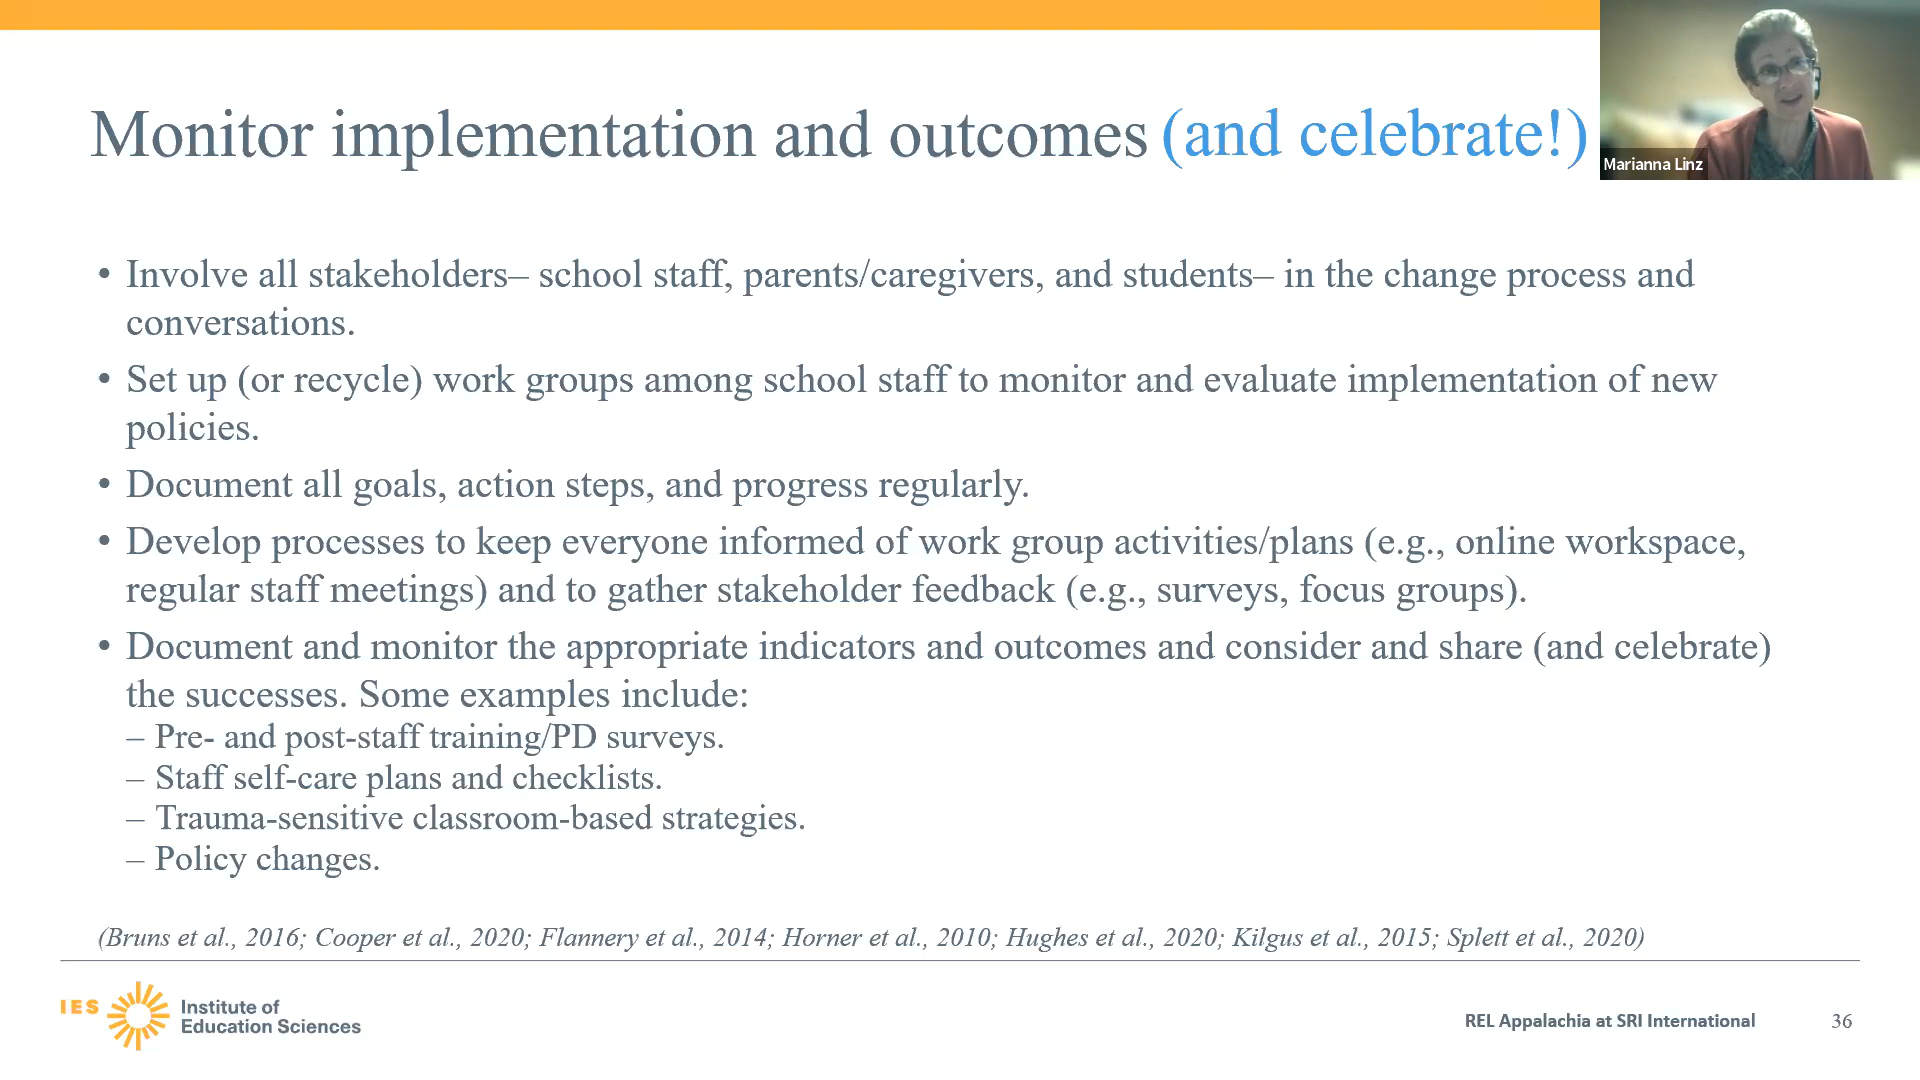 Monitor implementation and outcomes (and celebrate!)
Marianna Linz
• Involve all stakeholders– school staff, parents/caregivers, and students– in the change process and
conversations.
• Set up (or recycle) work groups among school staff to monitor and evaluate implementation of new
policies.
• Document all goals, action steps, and progress regularly.
• Develop processes to keep everyone informed of work group activities/plans (e.g., online workspace,
regular staff meetings) and to gather stakeholder feedback (e.g., surveys, focus groups).
• Document and monitor the appropriate indicators and outcomes and consider and share (and celebrate)
the successes. Some examples include:
– Pre- and post-staff training/PD surveys.
– Staff self-care plans and checklists.
– Trauma-sensitive classroom-based strategies.
– Policy changes.
(Bruns et al., 2016; Cooper et al., 2020; Flannery et al., 2014; Horner et al., 2010; Hughes et al., 2020; Kilgus et al., 2015; Splett et al., 2020)
IES Institute of
Education Sciences
REL Appalachia at SRI International 36